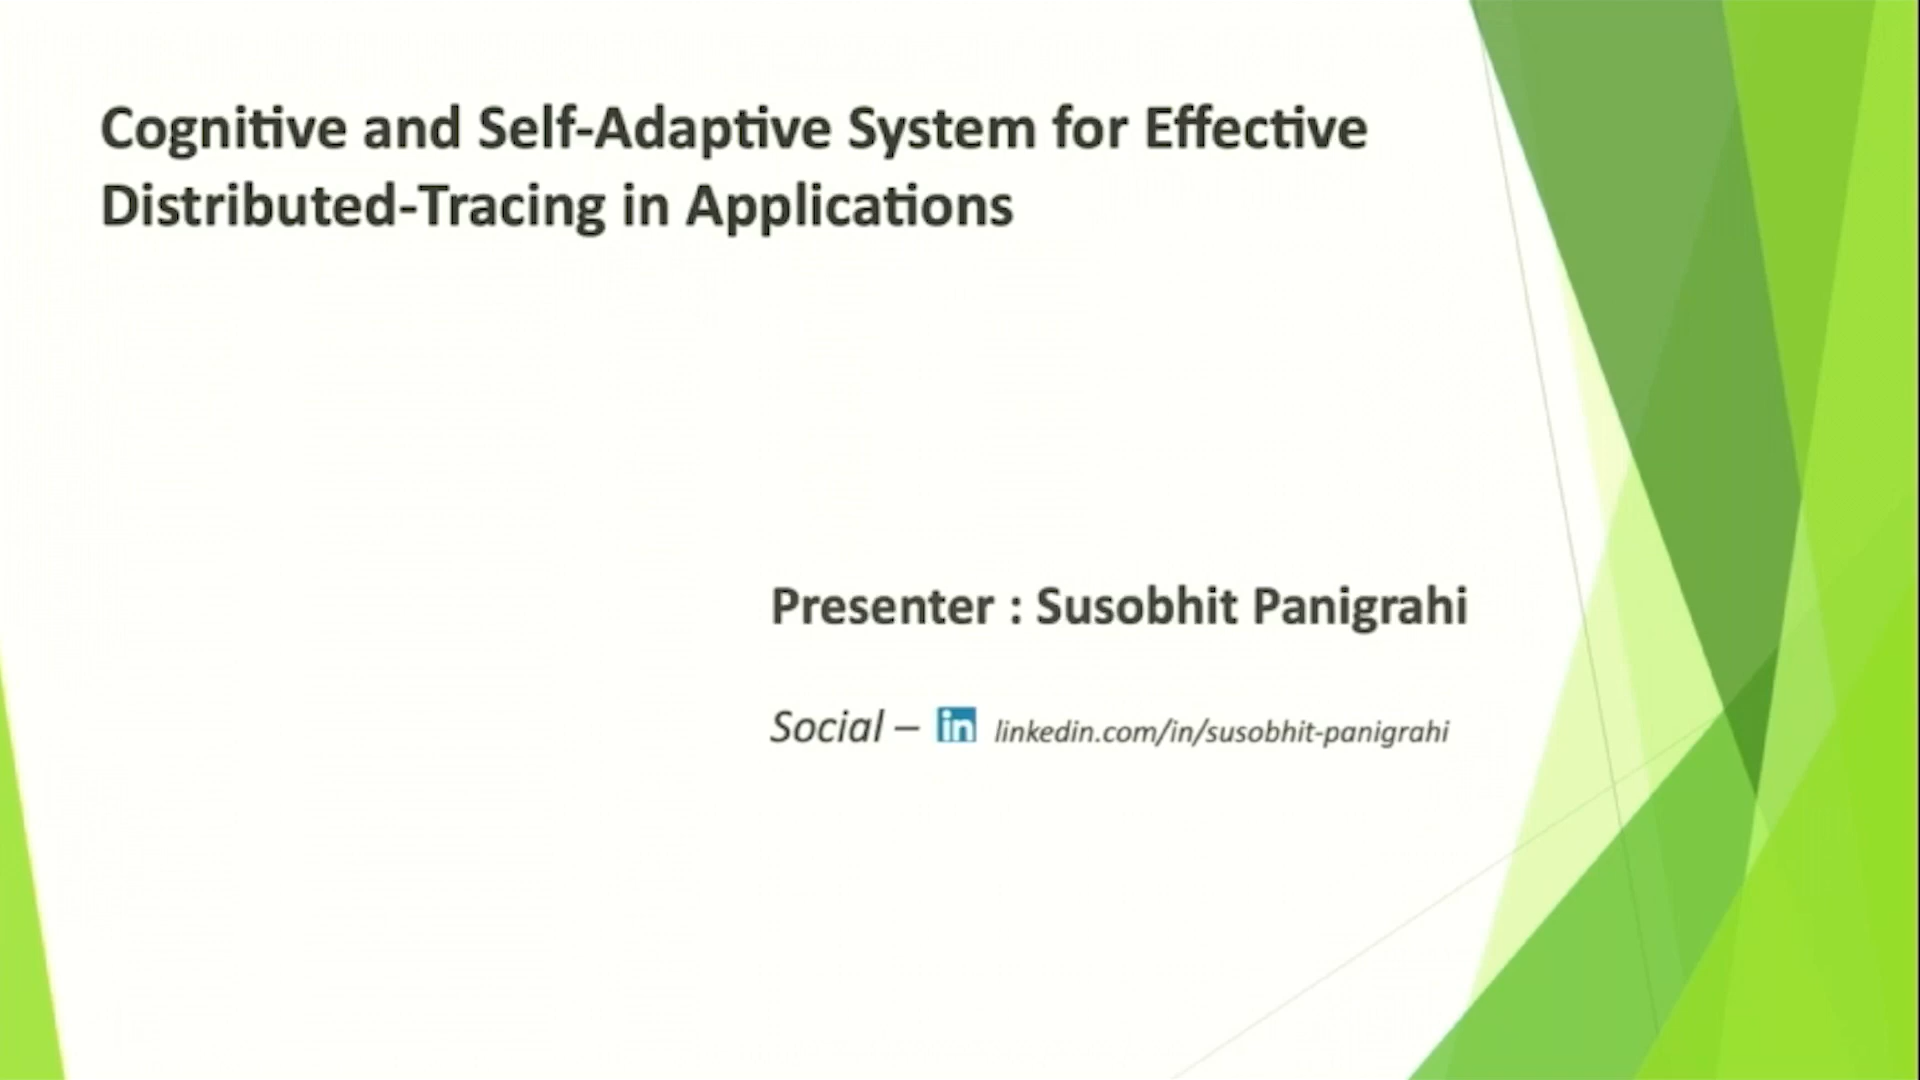 Cognitive and Self-Adaptive System for Effective
Distributed-Tracing in Applications
Presenter : Susobhit Panigrahi
Social – in linkedin.com/in/susobhit-panigrahi